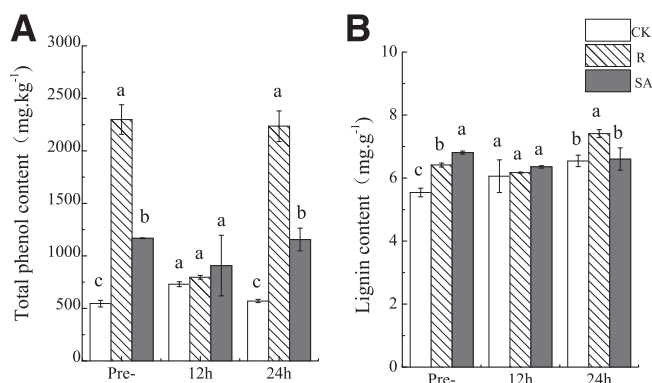 A
Total phenol content (mg.kg-1)
3000
2500
2000
1500
1000
500
0
c a b
a a a
c a b
Pre- 12h 24h
B
CK
R
SA
Lignin content (mg.g-1)
10
8
6
4
2
0
c b a
a a a
b a b
Pre- 12h 24h